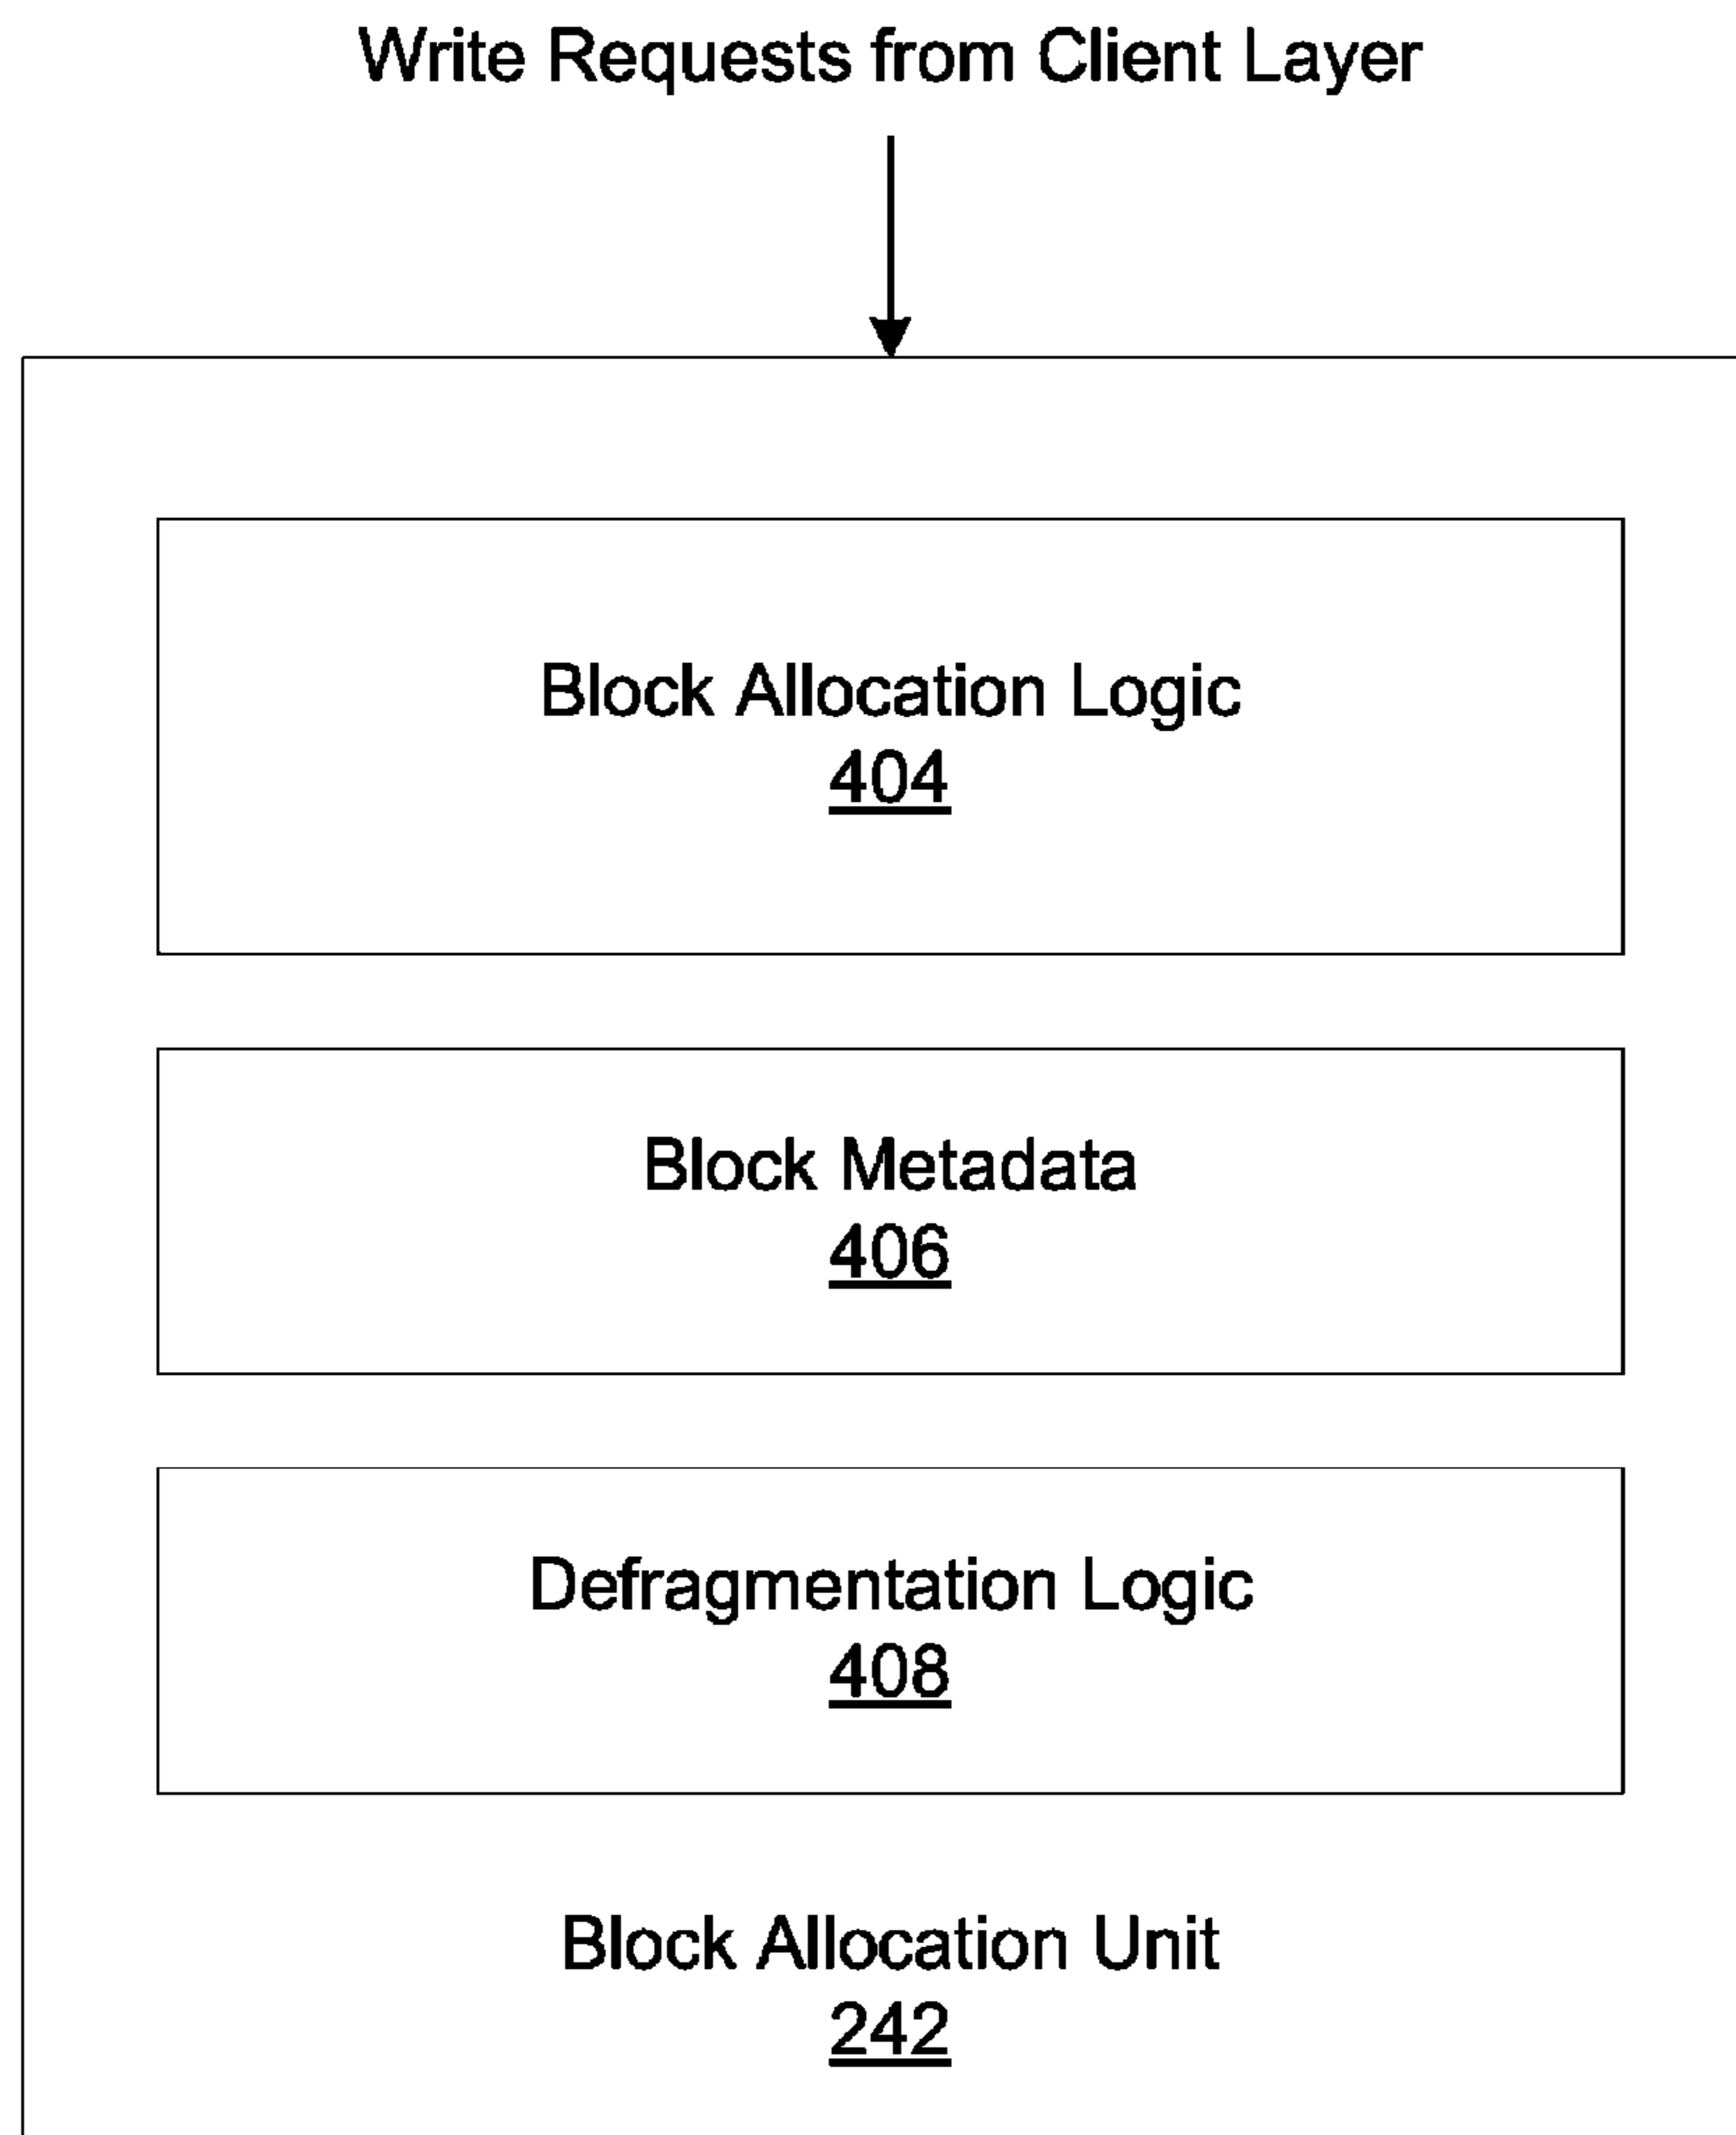 Write Requests from Client Layer
Block Allocation Logic
404
Block Metadata
406
Defragmentation Logic
408
Block Allocation Unit
242